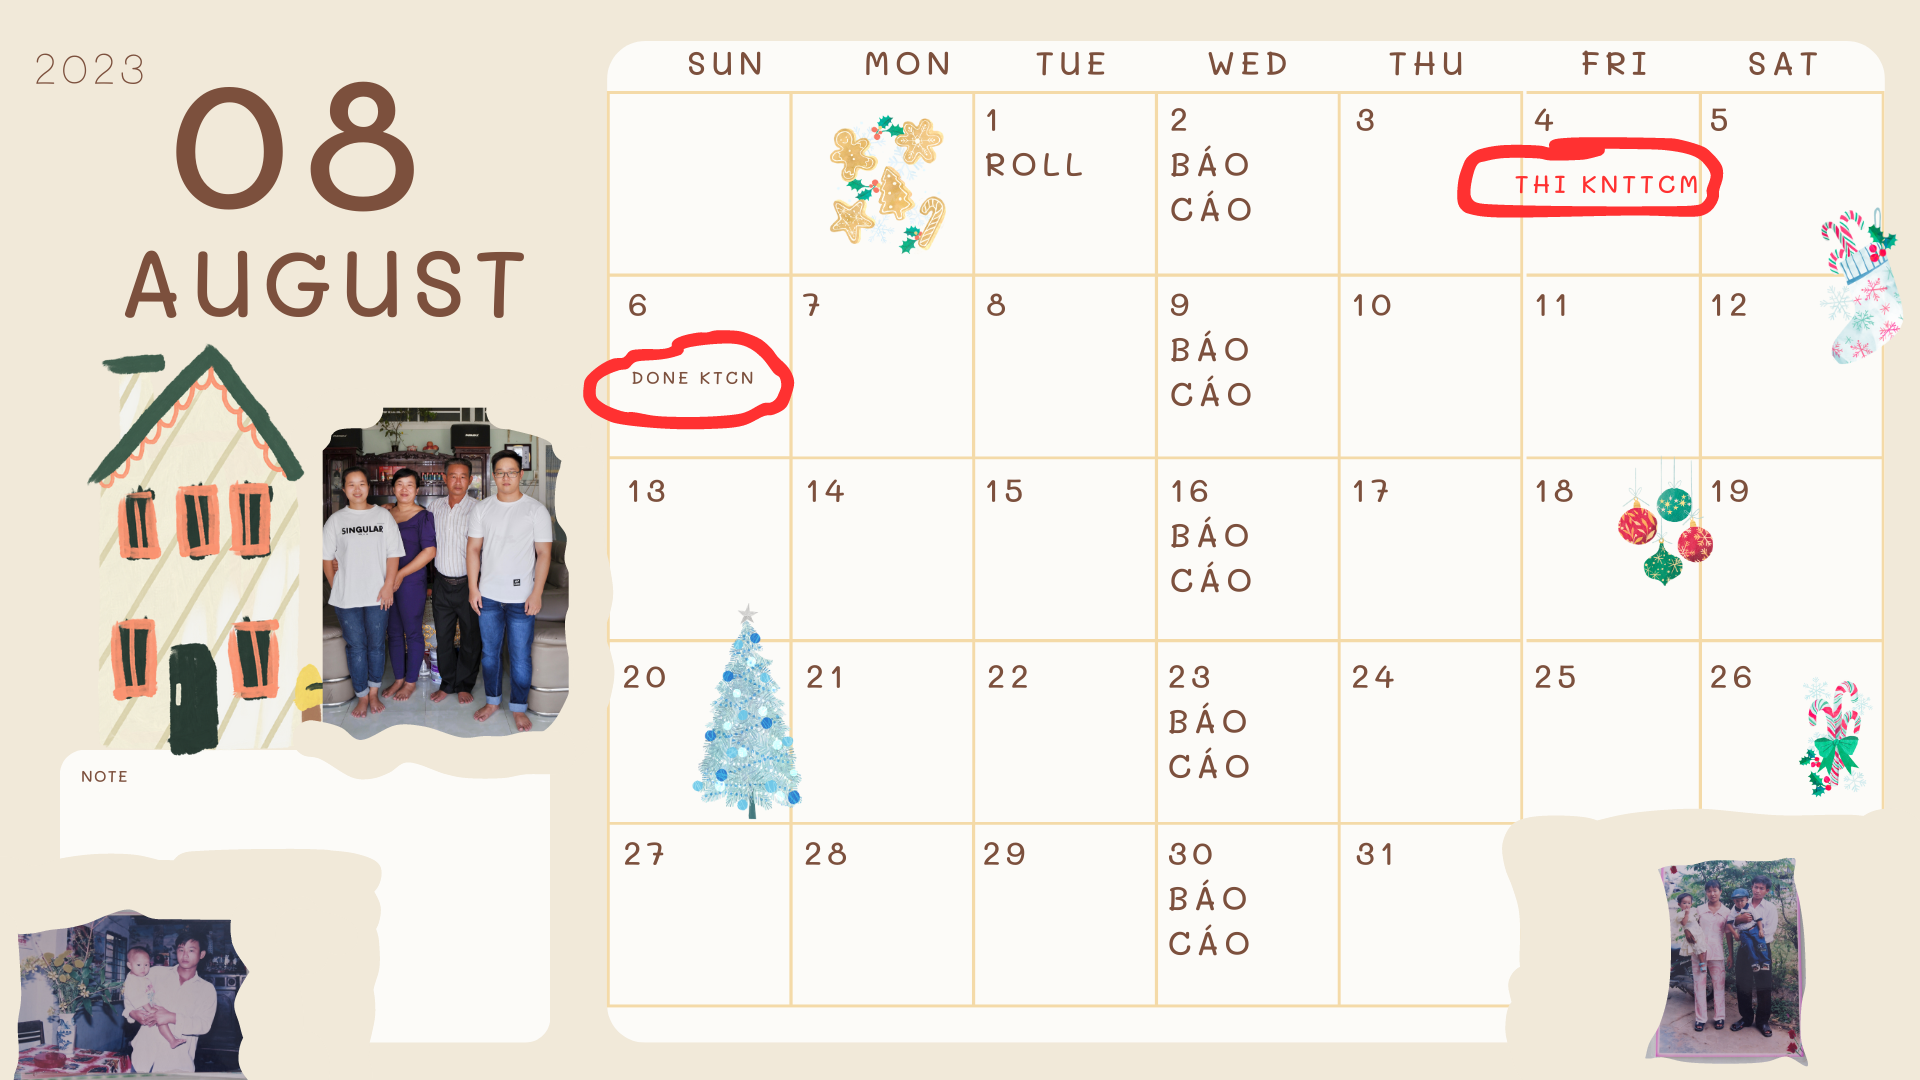 2023
08
AUGUST
SUN MON TUE WED THU FRI SAT
1 2 3 4 5
ROLL
BÁO
CÁO
THI KNTTCM
6 7 8 9 10 11 12
DONE KTCN
BÁO
CÁO
13 14 15 16 17 18 19
BÁO
CÁO
20 21 22 23 24 25 26
BÁO
CÁO
27 28 29 30 31
BÁO
CÁO
SINGULAR
NOTE